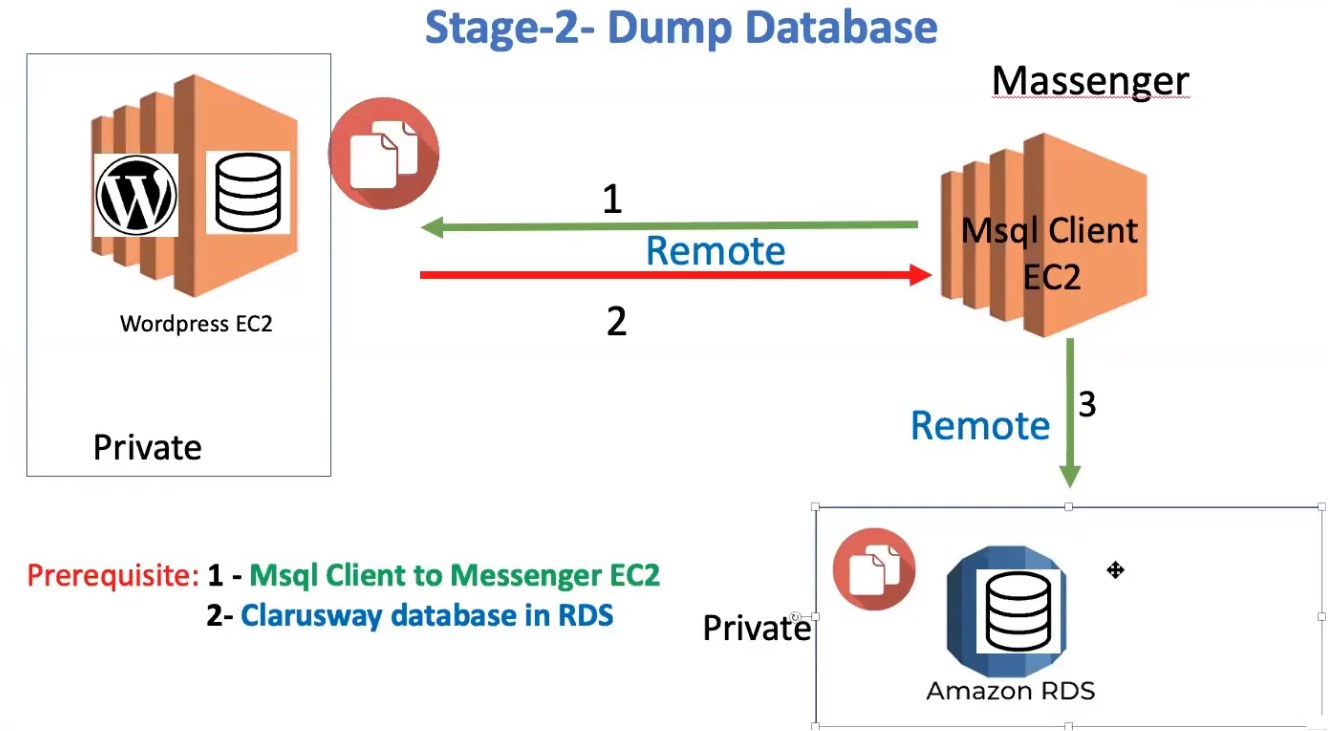 Stage-2- Dump Database
Massenger
1
Remote
2
Msql Client
EC2
Wordpress EC2
Private
3
Remote
Prerequisite: 1 - Msql Client to Messenger EC2
2- Clarusway database in RDS
Private
Amazon RDS